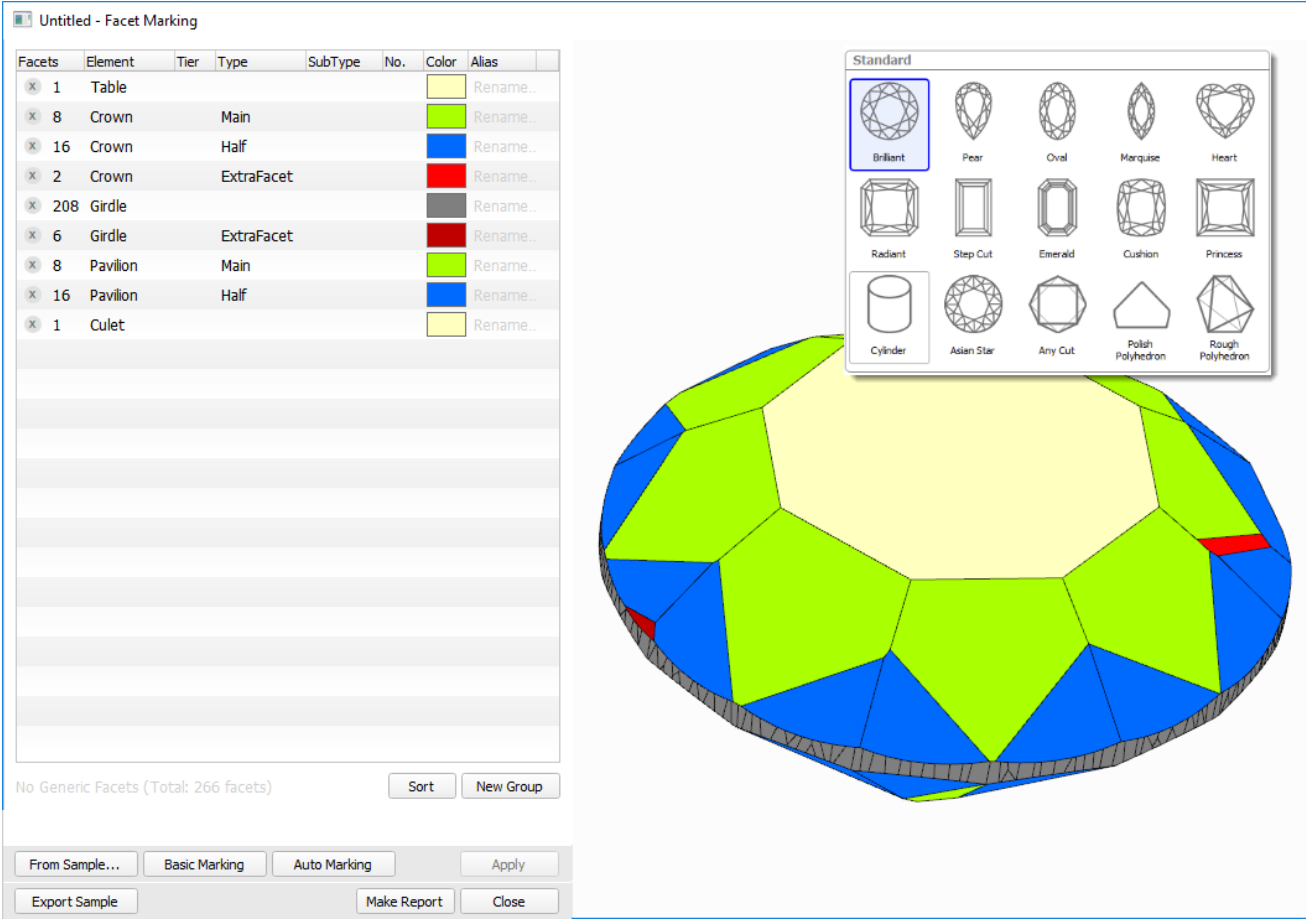 Untitled - Facet Marking
Facets Element Tier Type SubType No. Color Alias
x 1 Table Rename..
x 8 Crown Main Rename..
x 16 Crown Half Rename..
x 2 Crown ExtraFacet Rename..
x 208 Girdle Rename..
x 6 Girdle ExtraFacet Rename..
x 8 Pavilion Main Rename..
x 16 Pavilion Half Rename..
x 1 Culet Rename..
No Generic Facets (Total: 266 facets)
Sort New Group
From Sample... Basic Marking Auto Marking Apply
Export Sample Make Report Close
Standard
Brilliant Pear Oval Marquise Heart
Radiant Step Cut Emerald Cushion Princess
Cylinder Asian Star Any Cut Polish Polyhedron Rough Polyhedron